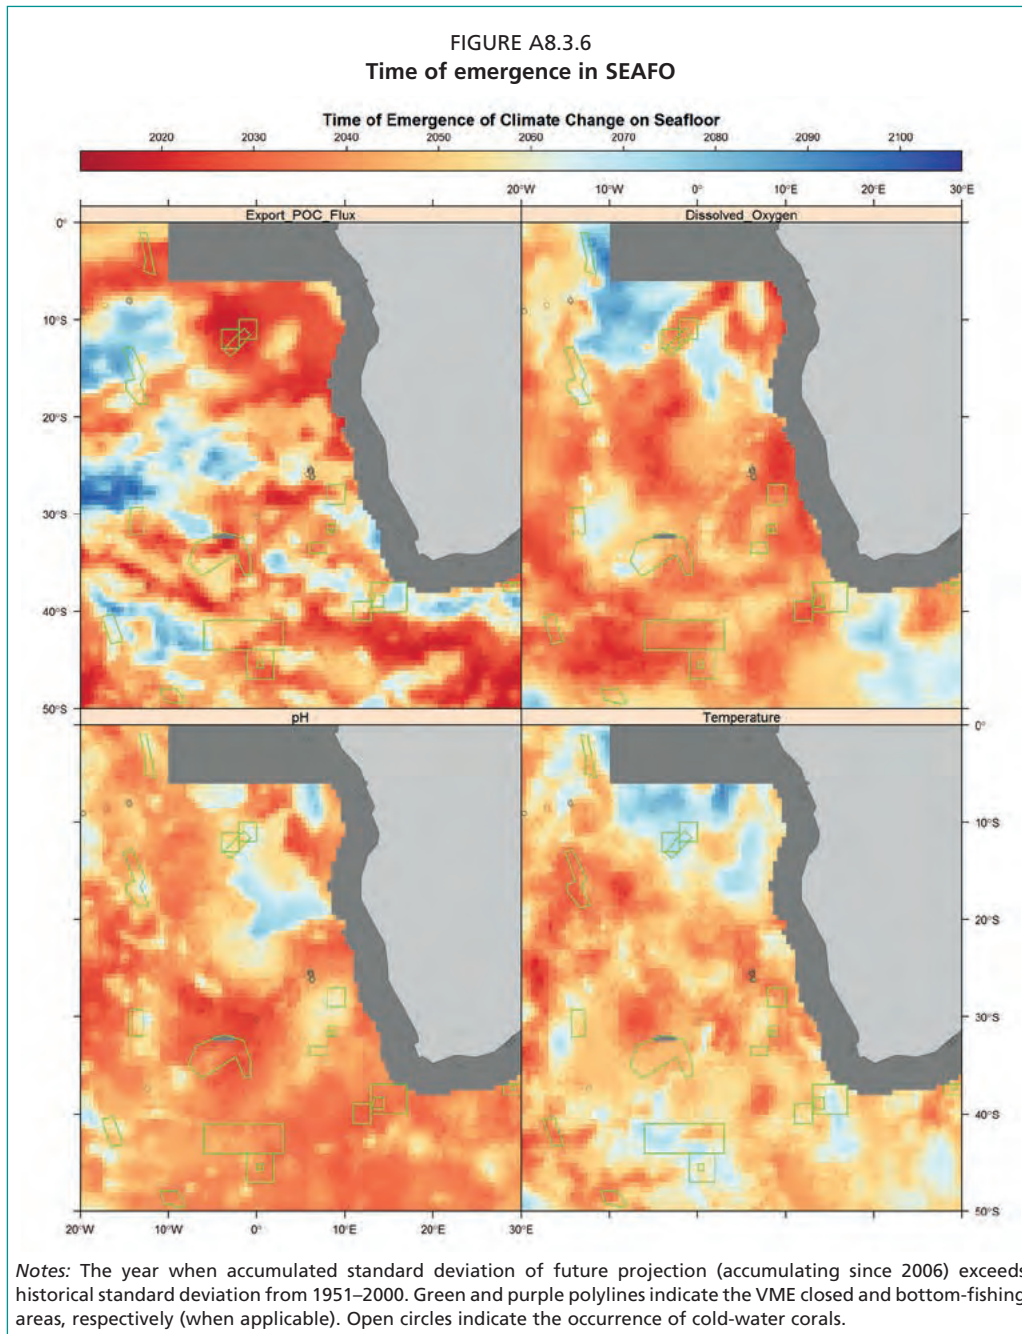 FIGURE A8.3.6
Time of emergence in SEAFO
Time of Emergence of Climate Change on Seafloor
2020 2030 2040 2050 2060 2070 2080 2090 2100
20°W 10°W 0° 10°E 20°E 30°E
Export_POC_Flux Dissolved_Oxygen
0°
10°S
20°S
30°S
40°S
50°S
pH Temperature
0°
10°S
20°S
30°S
40°S
50°S
20°W 10°W 0° 10°E 20°E 30°E
Notes: The year when accumulated standard deviation of future projection (accumulating since 2006) exceeds
historical standard deviation from 1951–2000. Green and purple polylines indicate the VME closed and bottom-fishing
areas, respectively (when applicable). Open circles indicate the occurrence of cold-water corals.